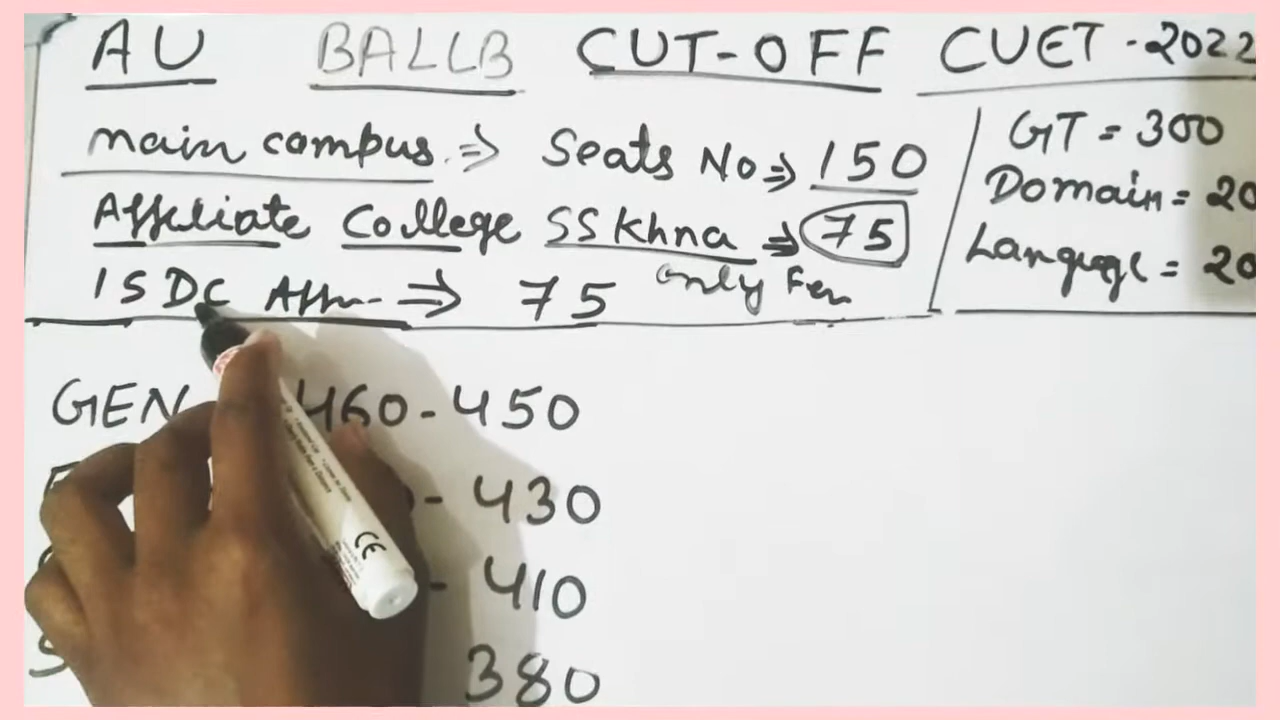 AU BALLB CUT-OFF CUET - 2022
main campus ⇒ Seats No ⇒ 150
Affiliate College SS Khna ⇒ 75
ISDC ⇒ 75 only Fem
GT = 300
Domain = 20
Language = 20
GEN 460 - 450
- 430
- 410
380
CE